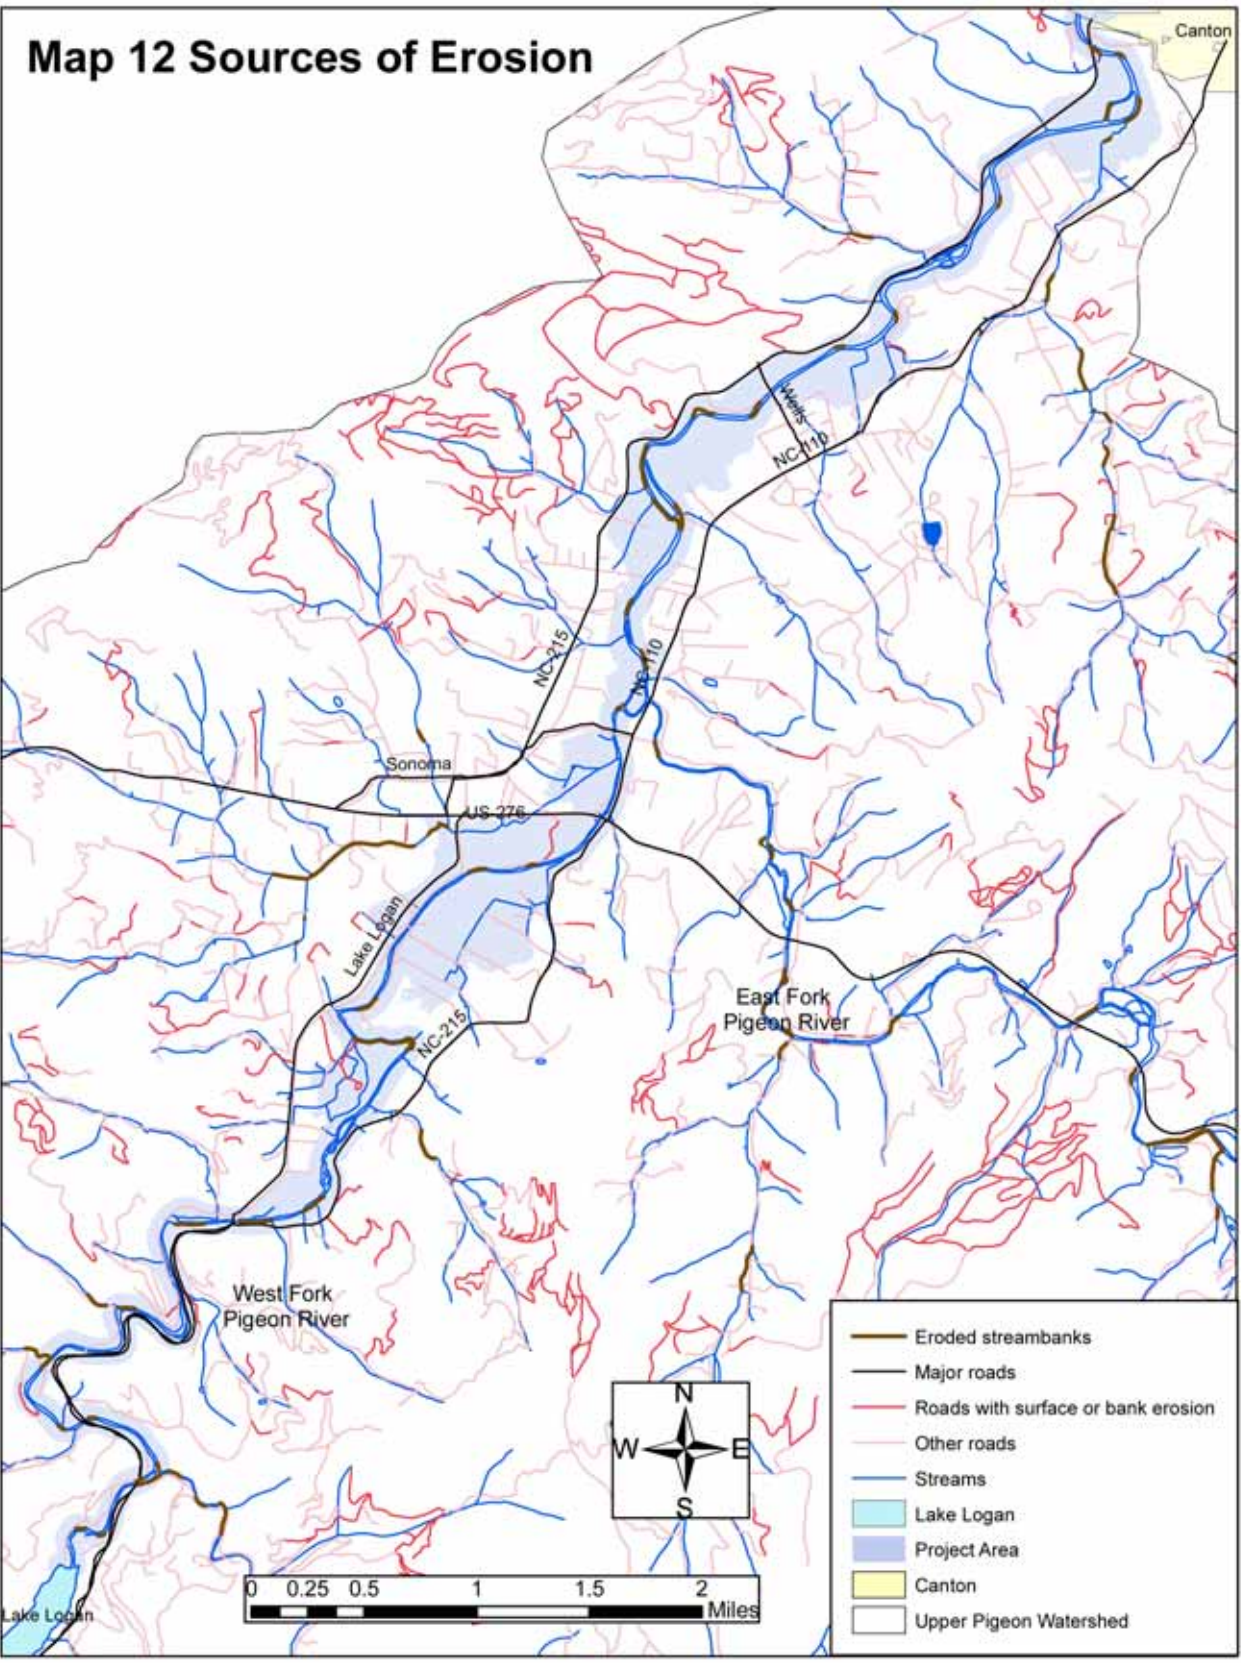 Map 12 Sources of Erosion
Canton
Wells
NC-110
NC-215
NC-110
Sonoma
US-276
Lake Logan
NC-215
East Fork
Pigeon River
West Fork
Pigeon River
Lake Logan
N
W E
S
0 0.25 0.5 1 1.5 2
Miles
Eroded streambanks
Major roads
Roads with surface or bank erosion
Other roads
Streams
Lake Logan
Project Area
Canton
Upper Pigeon Watershed